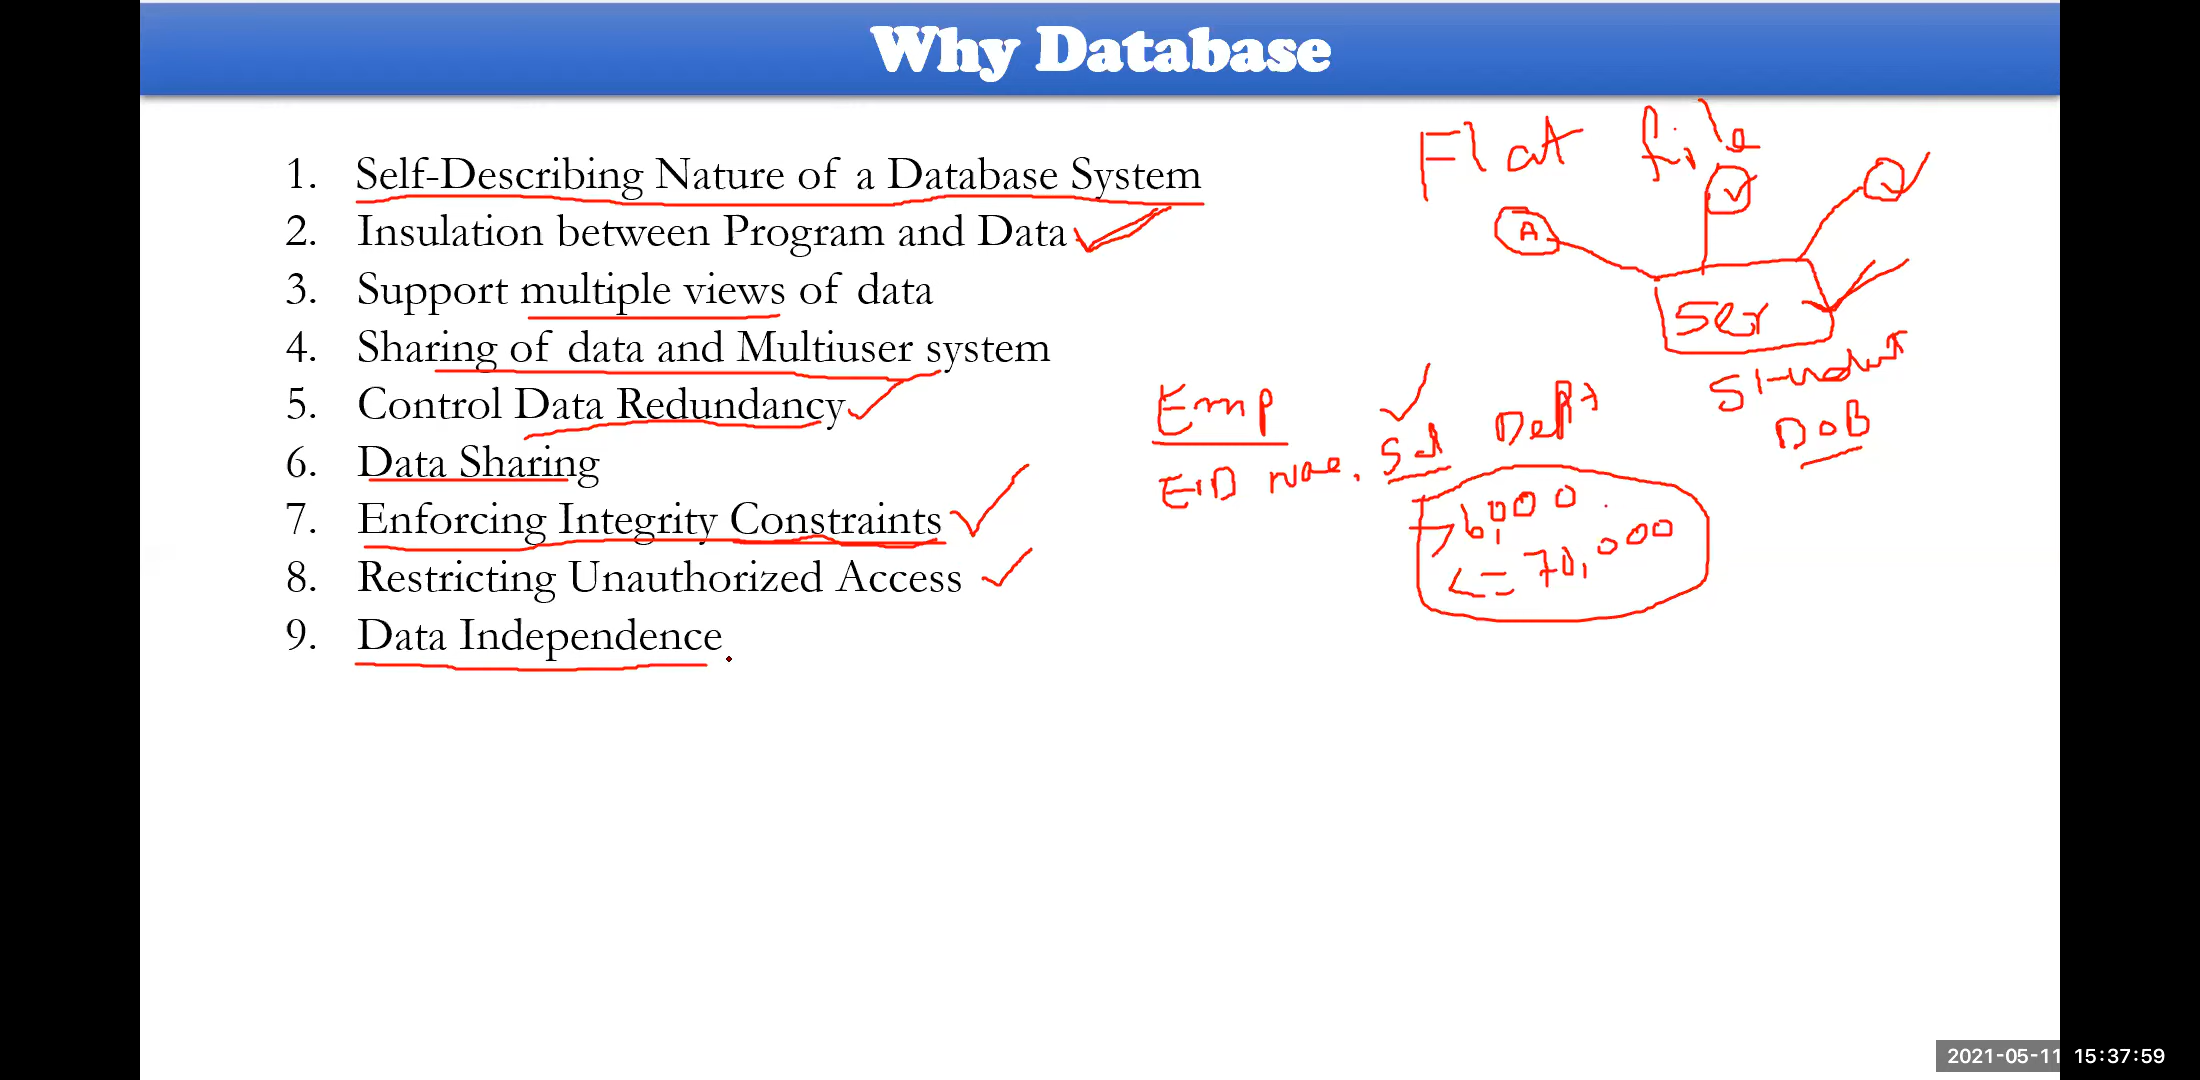 Why Database
1. Self-Describing Nature of a Database System
2. Insulation between Program and Data
3. Support multiple views of data
4. Sharing of data and Multiuser system
5. Control Data Redundancy
6. Data Sharing
7. Enforcing Integrity Constraints
8. Restricting Unauthorized Access
9. Data Independence
Flat file
A
Ser
Student
DOB
Emp
EID Sal Dept
6,000
<= 70,000
2021-05-11 15:37:59